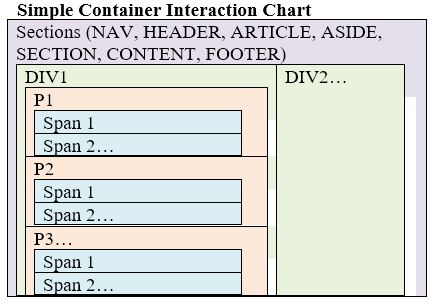 Simple Container Interaction Chart
Sections (NAV, HEADER, ARTICLE, ASIDE,
SECTION, CONTENT, FOOTER)
DIV1
P1
Span 1
Span 2…
P2
Span 1
Span 2…
P3…
Span 1
Span 2…
DIV2…